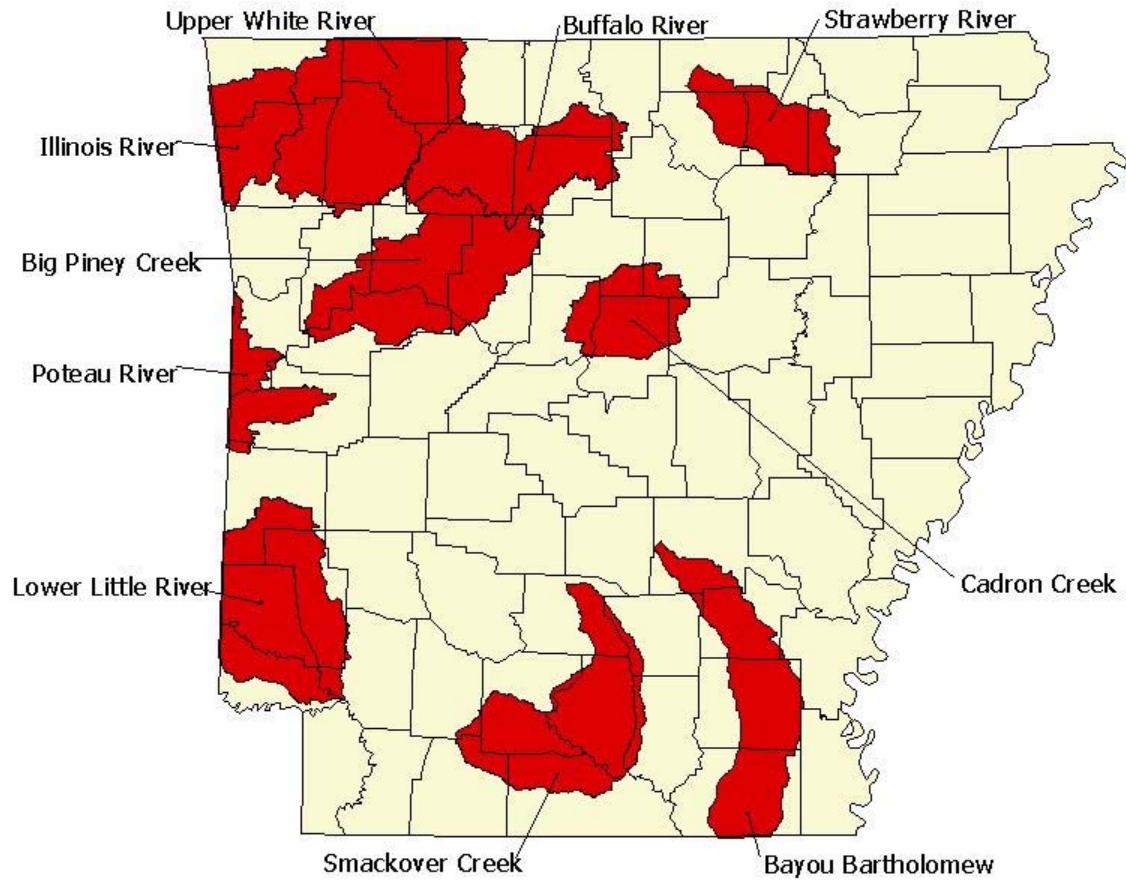 Upper White River
Buffalo River
Strawberry River
Illinois River
Big Piney Creek
Poteau River
Lower Little River
Cadron Creek
Smackover Creek
Bayou Bartholomew